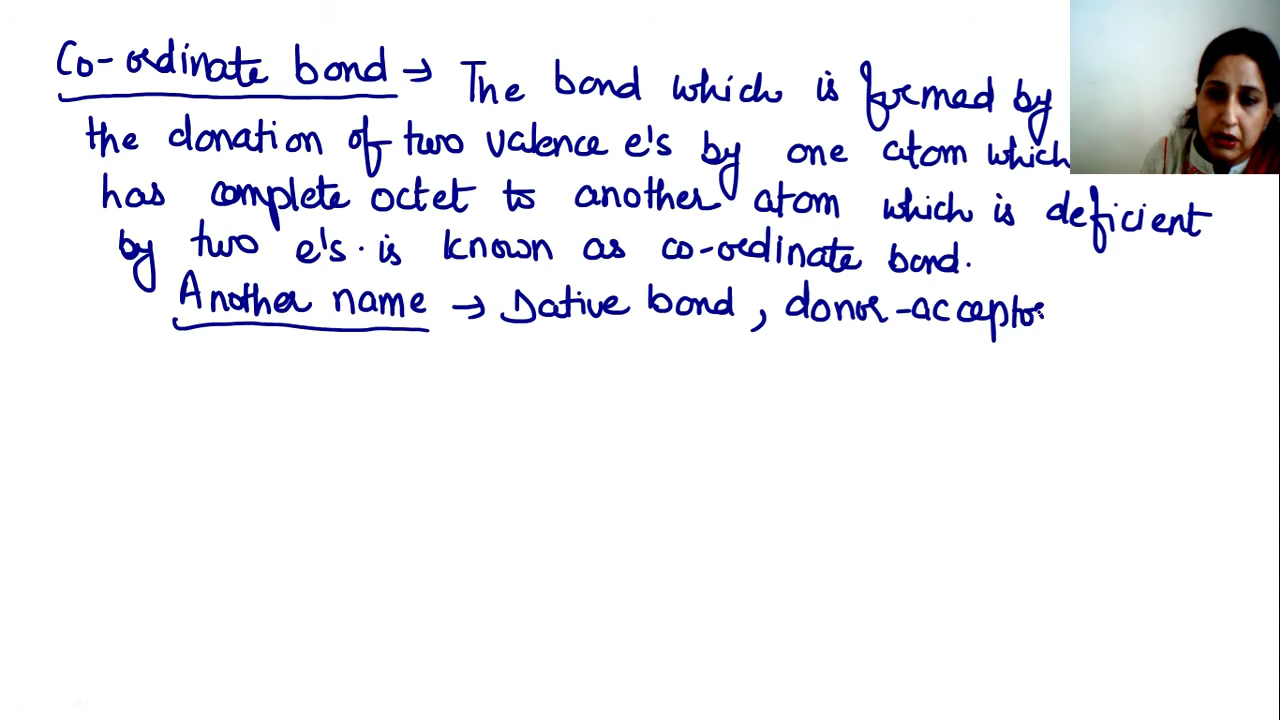 Co-ordinate bond → The bond which is formed by
the donation of two valence e's by one atom which
has complete octet to another atom which is deficient
by two e's. is known as co-ordinate bond.
Another name → Dative bond, donor-acceptor